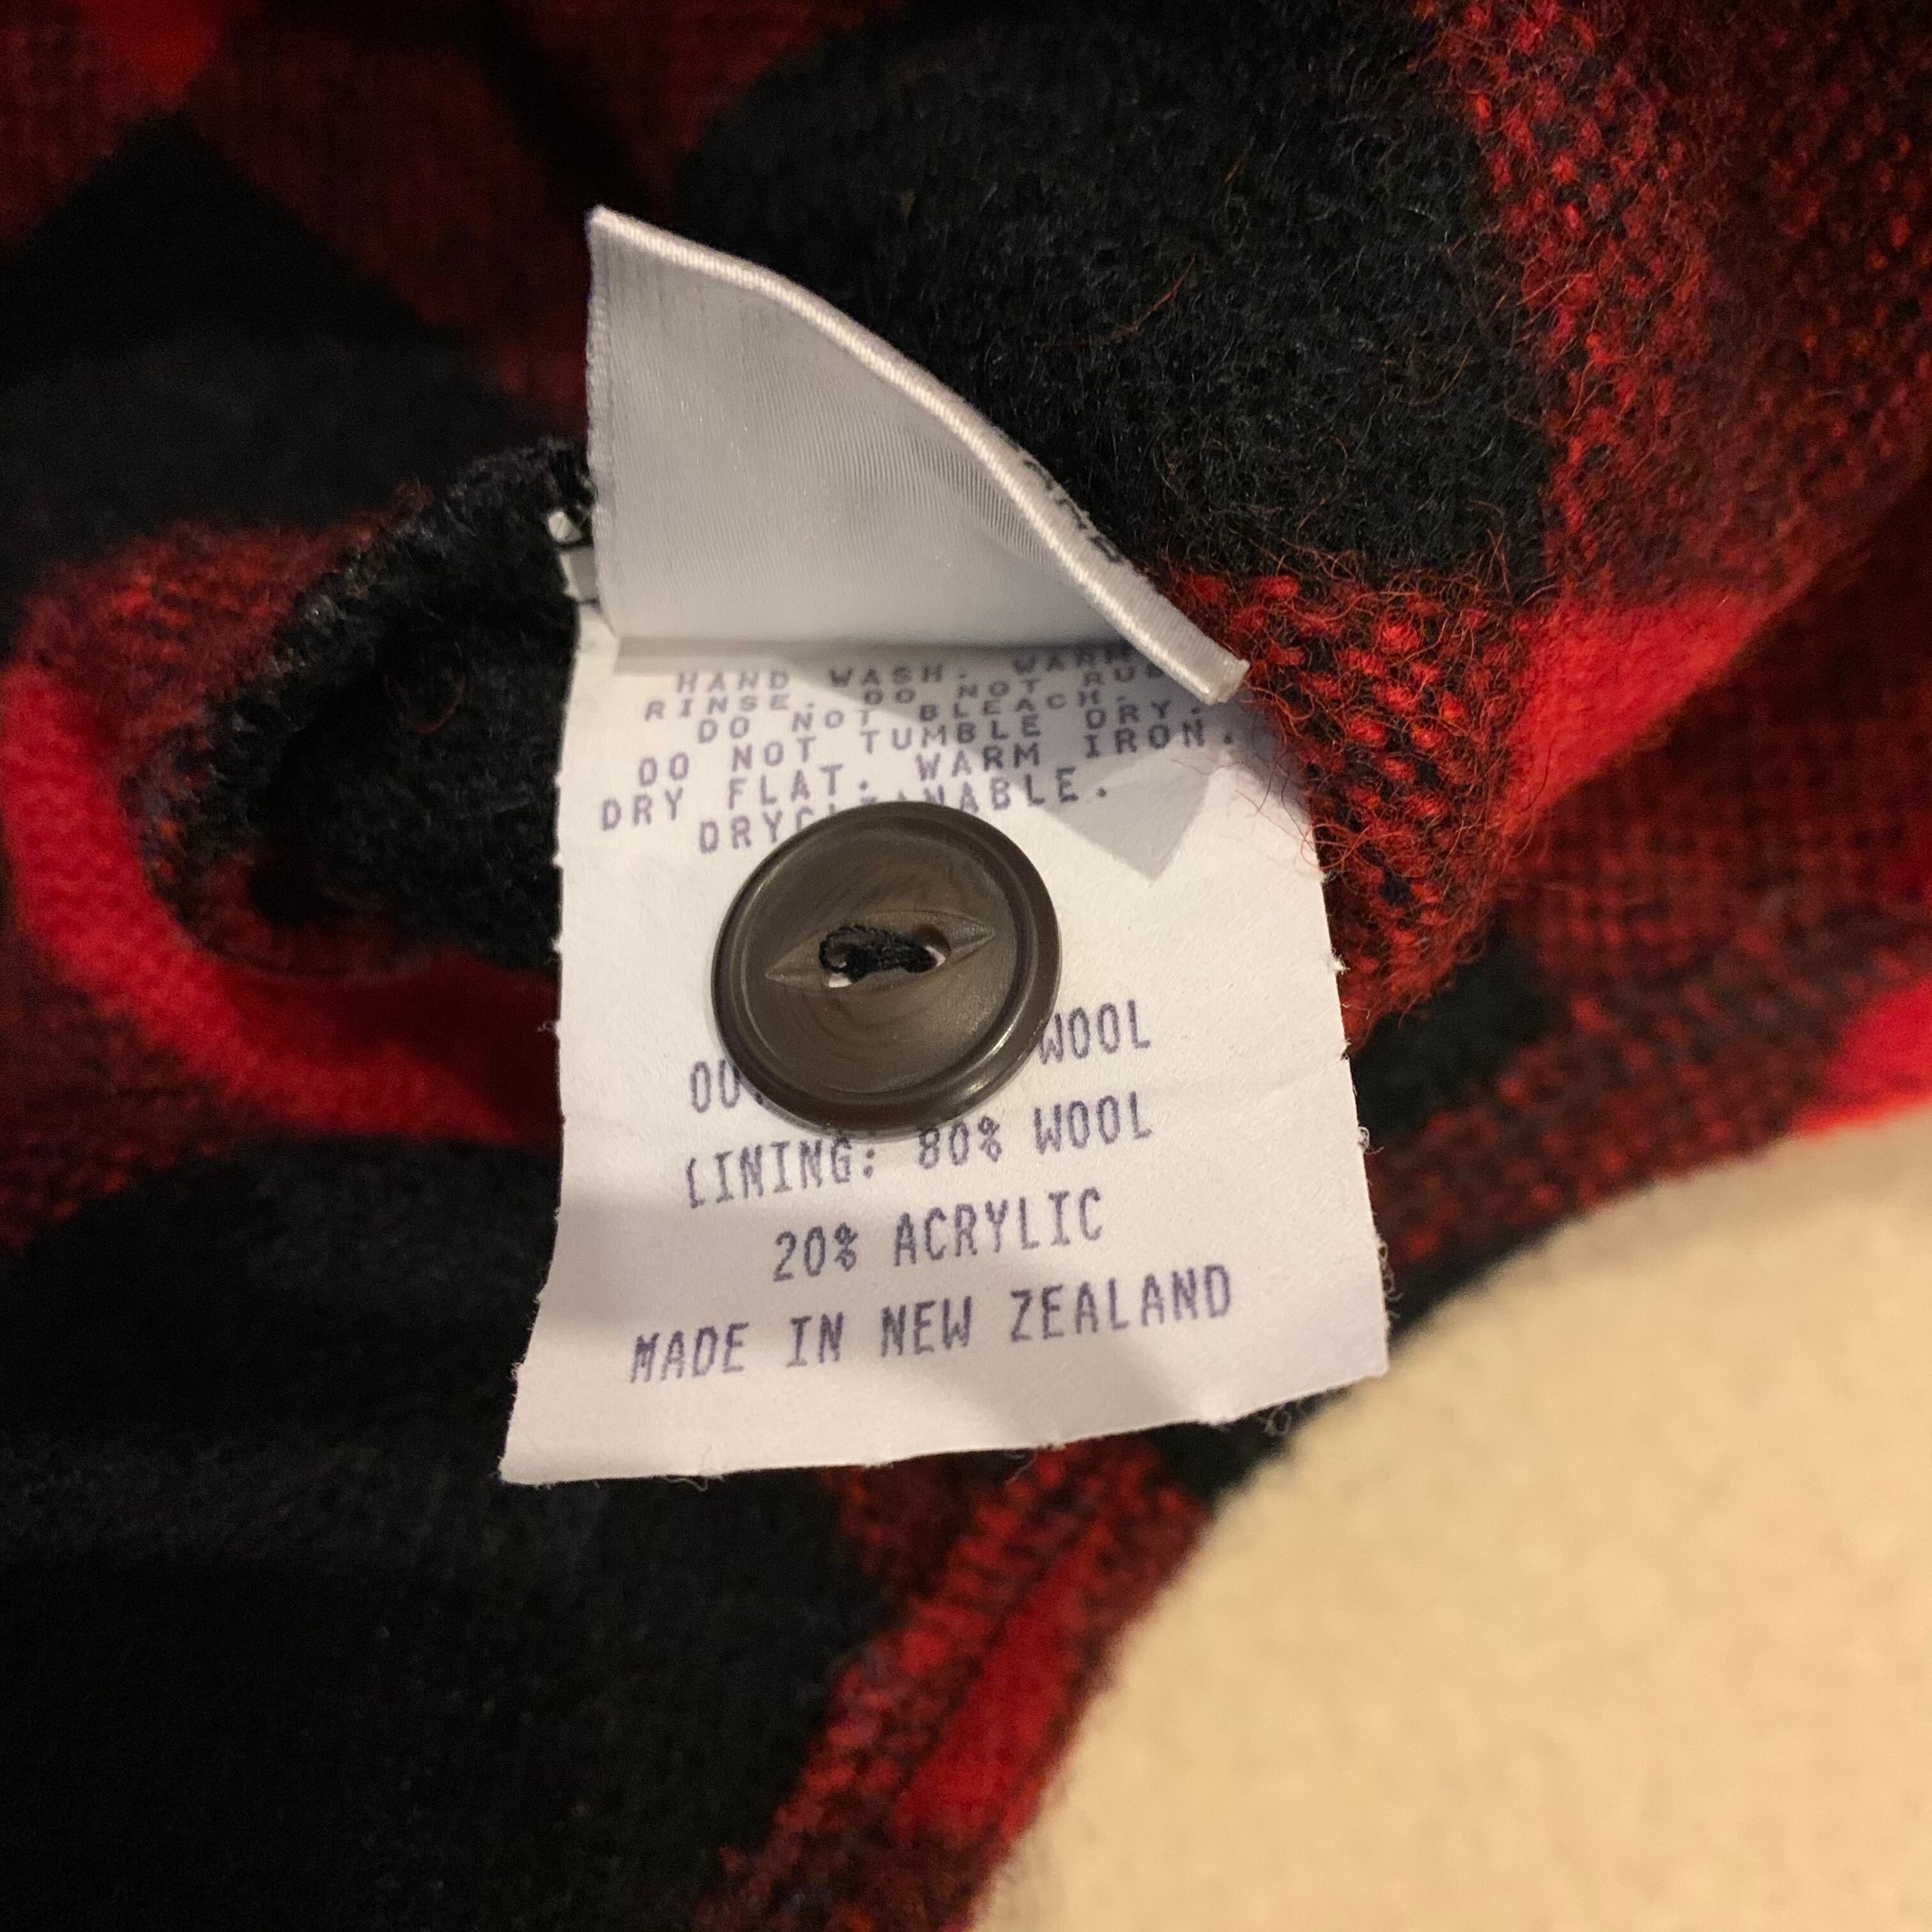 HAND WASH. WARM
RINSE. DO NOT RUB
DO NOT BLEACH.
DO NOT TUMBLE DRY.
DRY FLAT. WARM IRON.
WOOL
LINING: 80% WOOL
20% ACRYLIC
MADE IN NEW ZEALAND